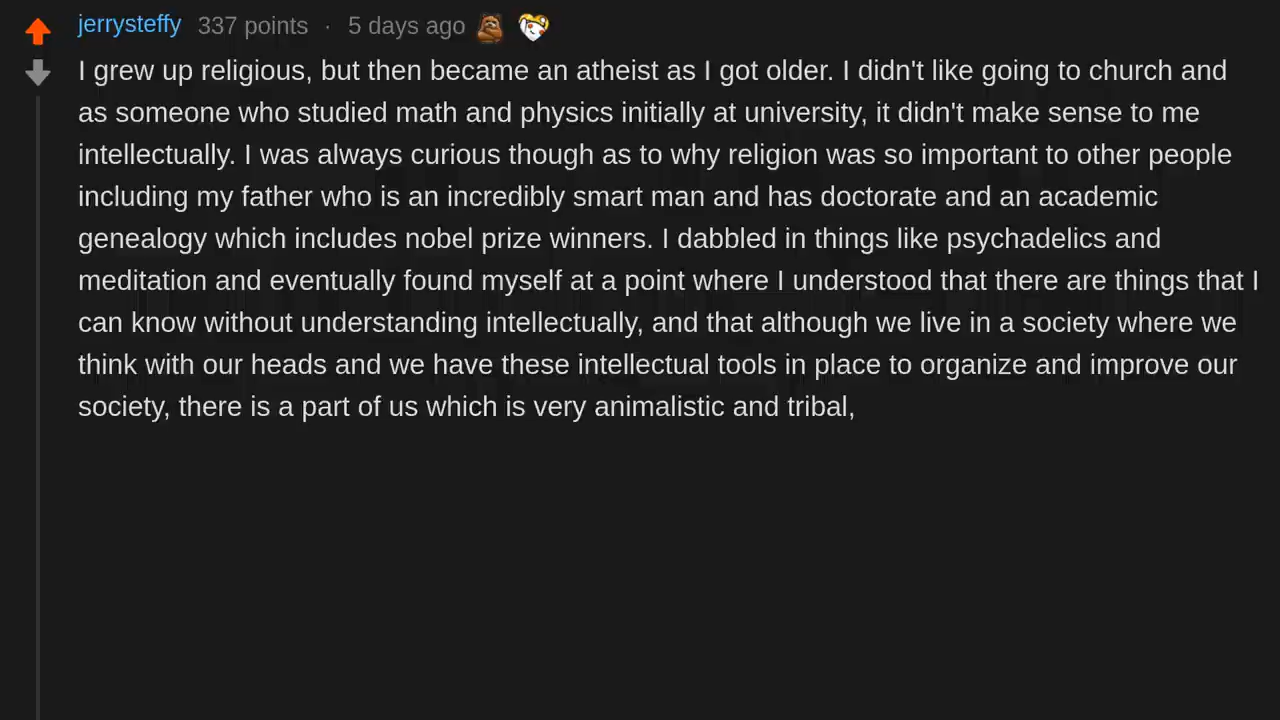 jerrysteffy 337 points · 5 days ago
I grew up religious, but then became an atheist as I got older. I didn't like going to church and
as someone who studied math and physics initially at university, it didn't make sense to me
intellectually. I was always curious though as to why religion was so important to other people
including my father who is an incredibly smart man and has doctorate and an academic
genealogy which includes nobel prize winners. I dabbled in things like psychadelics and
meditation and eventually found myself at a point where I understood that there are things that I
can know without understanding intellectually, and that although we live in a society where we
think with our heads and we have these intellectual tools in place to organize and improve our
society, there is a part of us which is very animalistic and tribal,